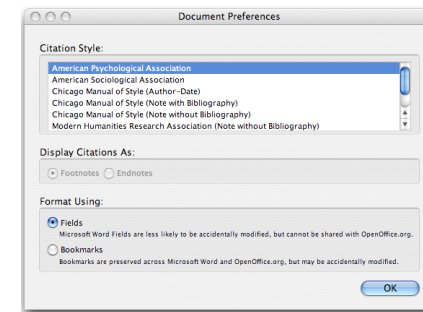 Document Preferences
Citation Style:
American Psychological Association
American Sociological Association
Chicago Manual of Style (Author-Date)
Chicago Manual of Style (Note with Bibliography)
Chicago Manual of Style (Note without Bibliography)
Modern Humanities Research Association (Note without Bibliography)
Display Citations As:
Footnotes Endnotes
Format Using:
Fields
Microsoft Word Fields are less likely to be accidentally modified, but cannot be shared with OpenOffice.org.
Bookmarks
Bookmarks are preserved across Microsoft Word and OpenOffice.org, but may be accidentally modified.
OK